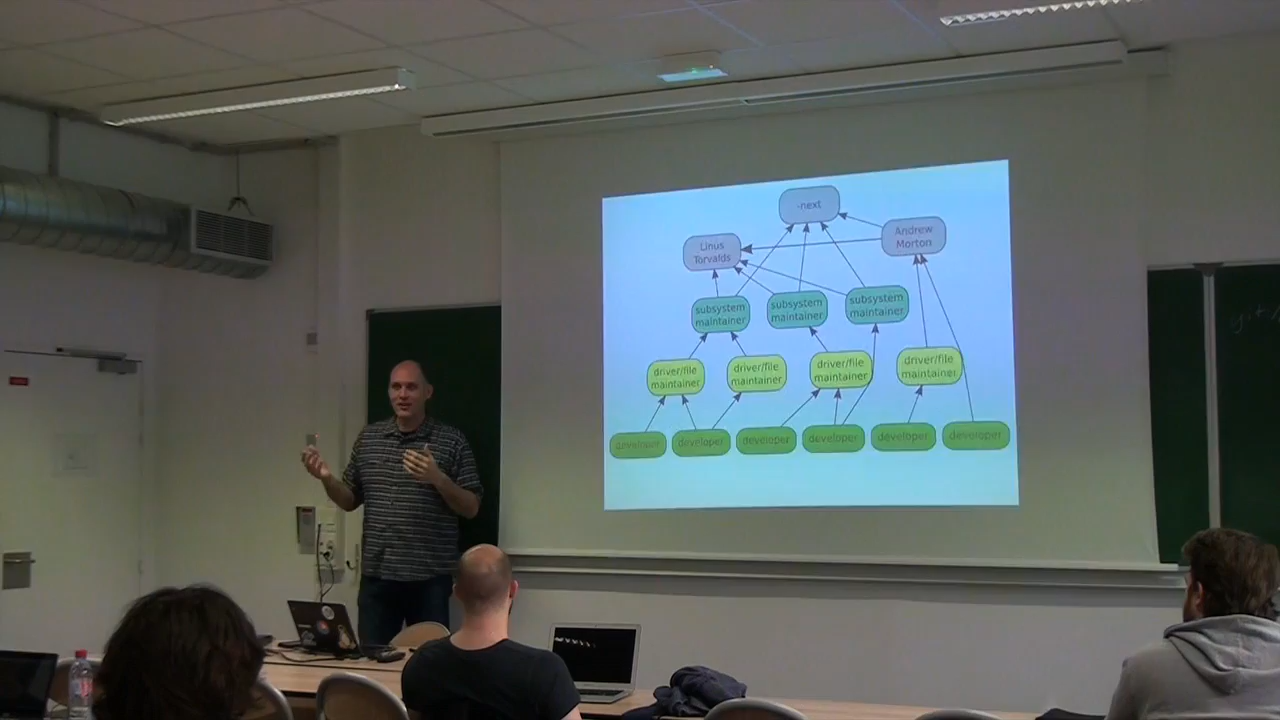 -next
Linus
Torvalds
Andrew
Morton
subsystem
maintainer
subsystem
maintainer
subsystem
maintainer
driver/file
maintainer
driver/file
maintainer
driver/file
maintainer
driver/file
maintainer
developer
developer
developer
developer
developer
developer